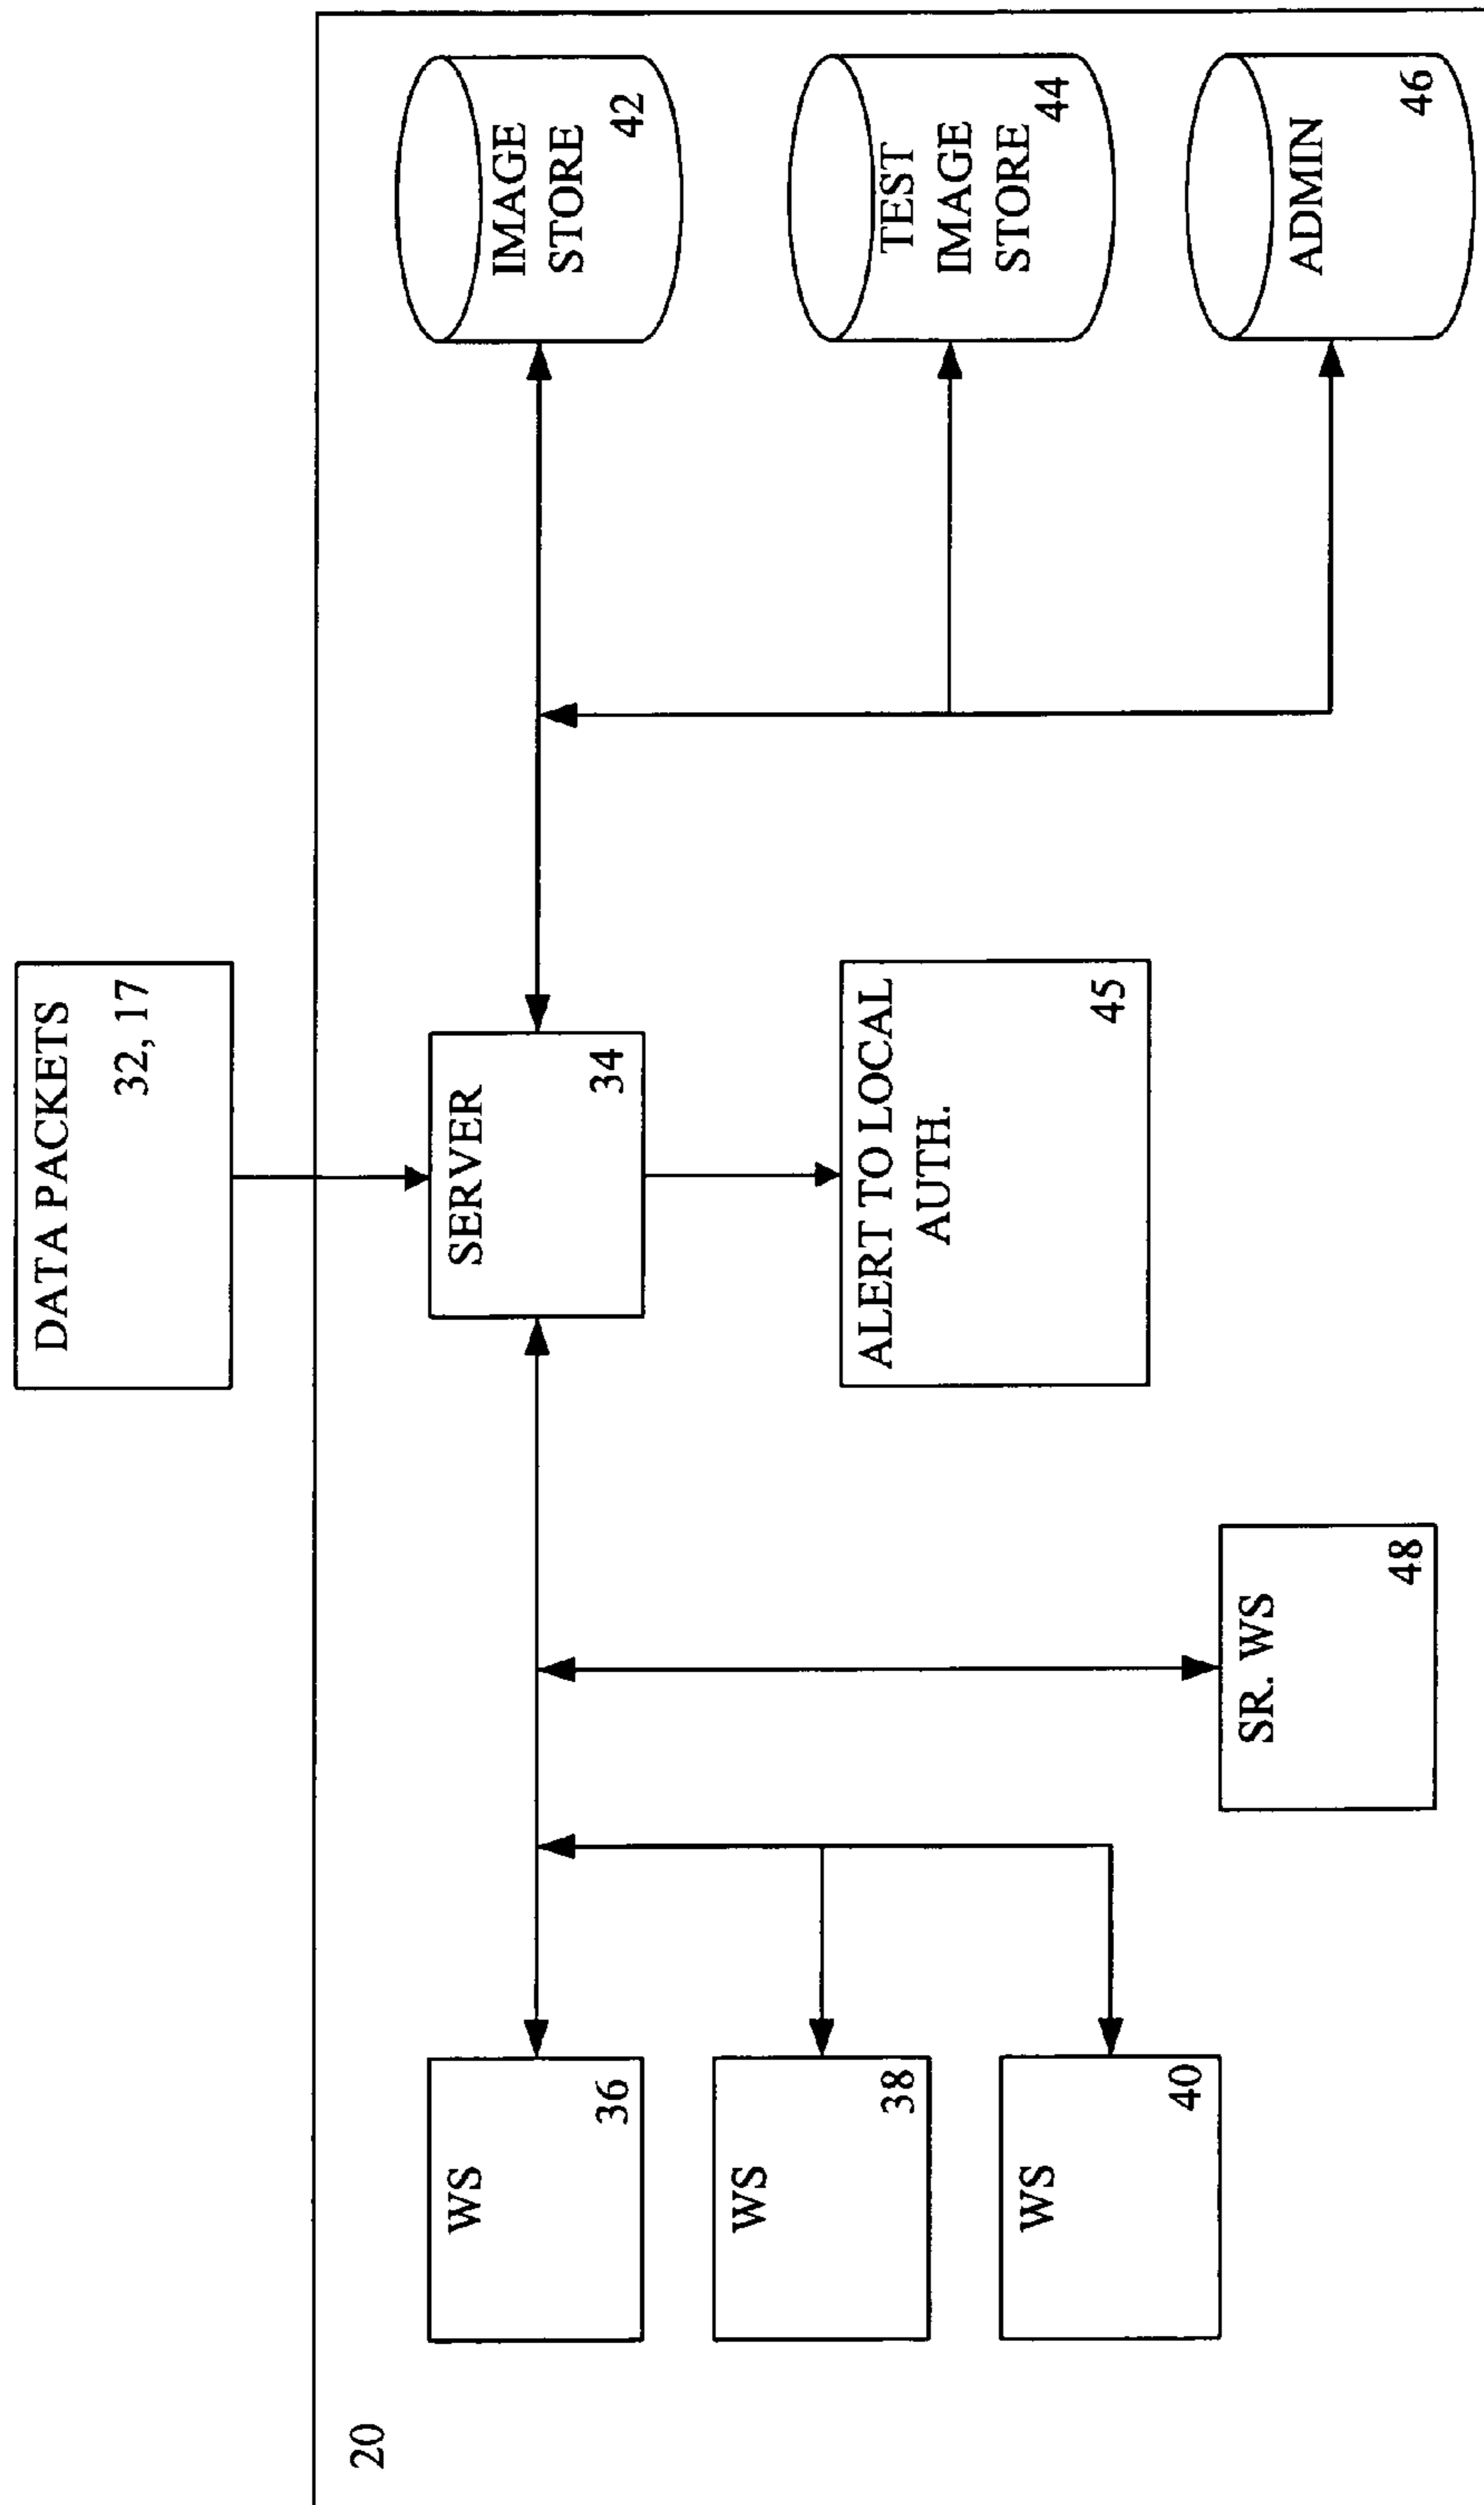 DATA PACKETS
32, 17
20
WS
36
SERVER
34
IMAGE
STORE
42
WS
38
ALERT TO LOCAL
AUTH.
45
TEST
IMAGE
STORE
44
WS
40
SR. WS
48
ADMIN
46